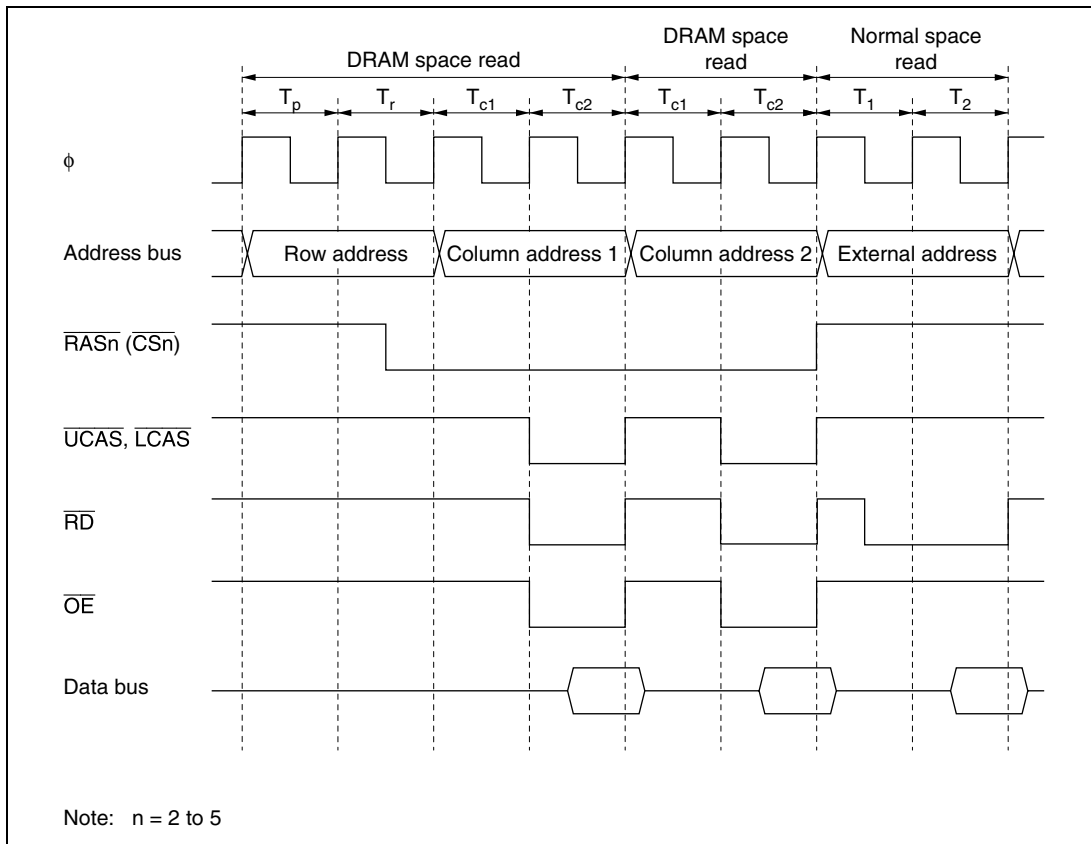 DRAM space read
DRAM space
read
Normal space
read
Tp Tr Tc1 Tc2 Tc1 Tc2 T1 T2
φ
Address bus Row address Column address 1 Column address 2 External address
RASn (CSn)
UCAS, LCAS
RD
OE
Data bus
Note: n = 2 to 5